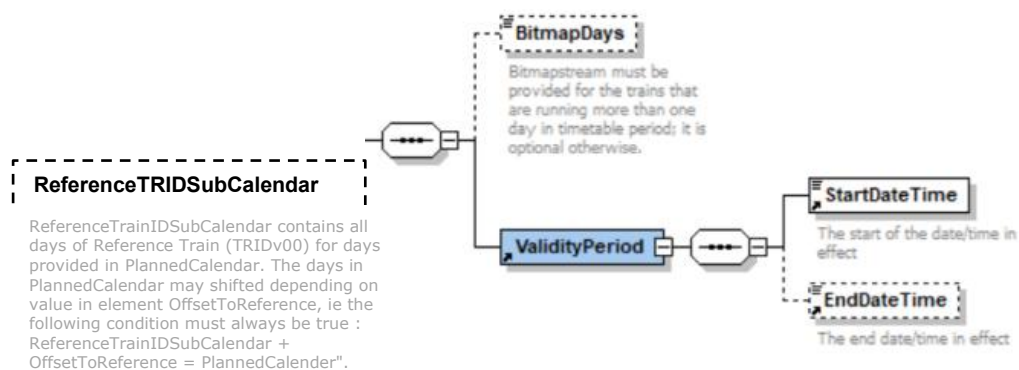 BitmapDays
Bitmapstream must be
provided for the trains that
are running more than one
day in timetable period; it is
optional otherwise.
ReferenceTRIDSubCalendar
ReferenceTrainIDSubCalendar contains all
days of Reference Train (TRIDv00) for days
provided in PlannedCalendar. The days in
PlannedCalendar may shifted depending on
value in element OffsetToReference, ie the
following condition must always be true :
ReferenceTrainIDSubCalendar +
OffsetToReference = PlannedCalender".
ValidityPeriod
StartDateTime
The start of the date/time in
effect
EndDateTime
The end date/time in effect